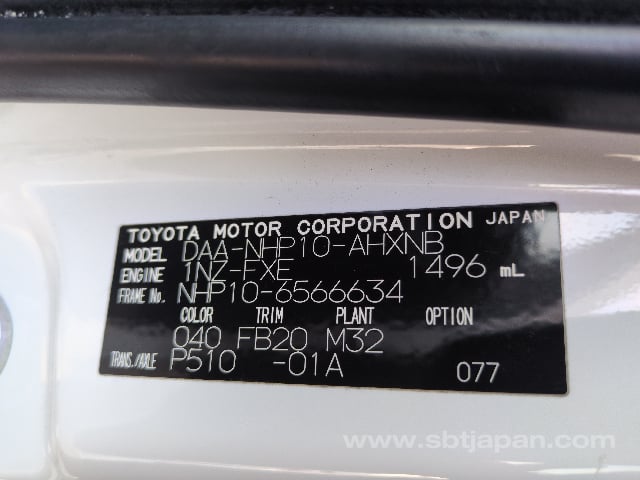 TOYOTA MOTOR CORPORATION JAPAN
MODEL DAA-NHP10-AHXNB
ENGINE 1NZ-FXE 1496 mL
FRAME No. NHP10-6566634
COLOR TRIM PLANT OPTION
040 FB20 M32
TRANS./AXLE P510 -01A 077
www.sbtjapan.com